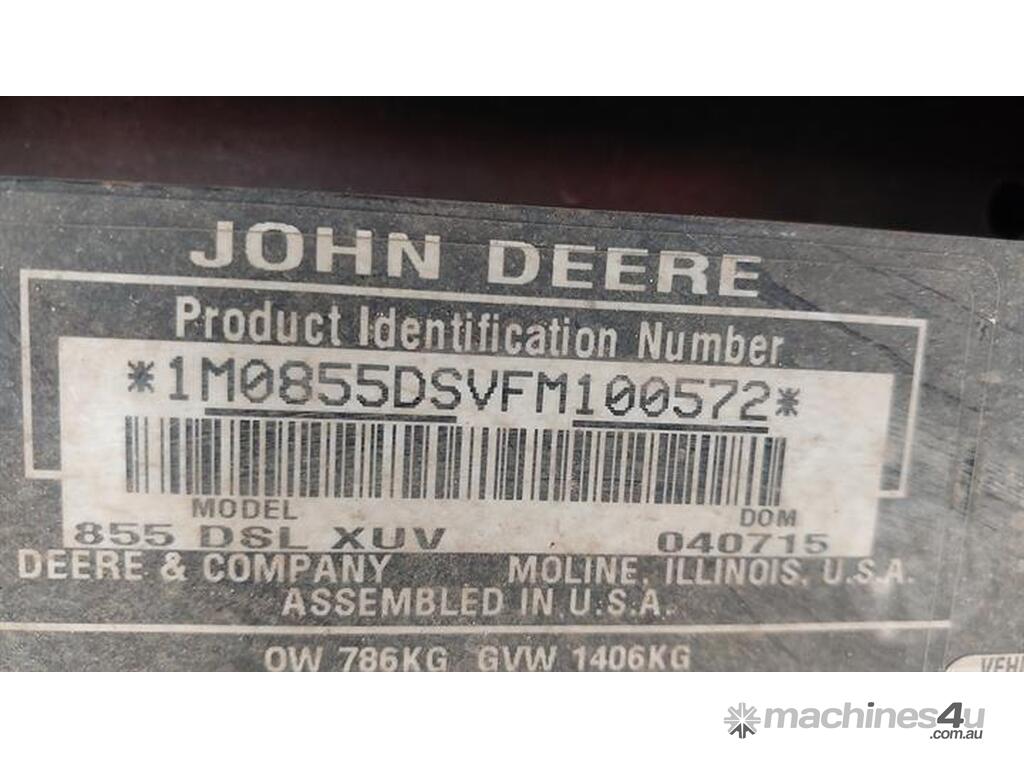 JOHN DEERE
Product Identification Number
*1M0855DSVFM100572*
MODEL DOM
855 DSL XUV 040715
DEERE & COMPANY MOLINE, ILLINOIS, U.S.A.
ASSEMBLED IN U.S.A.
OW 786KG GVW 1406KG
machines4u
.com.au